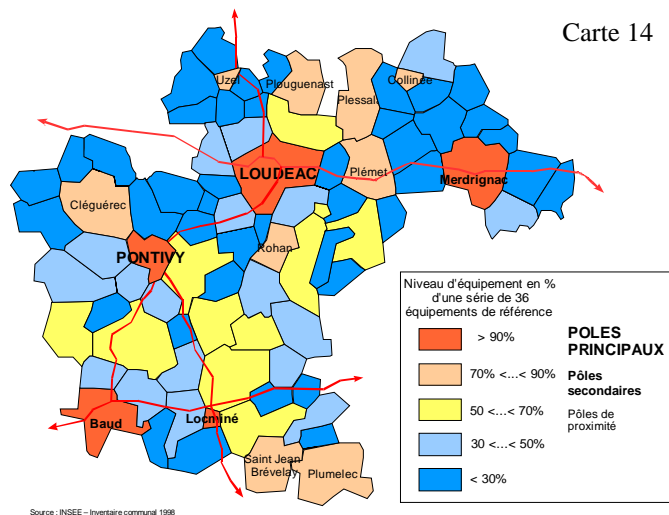 Carte 14
Uzel
Plouguenast
Collinée
Plessala
LOUDEAC
Plémet
Merdrignac
Cléguérec
Rohan
PONTIVY
Baud
Locminé
Saint Jean
Brévelay
Plumelec
Niveau d'équipement en %
d'une série de 36
équipements de référence
> 90%
POLES
PRINCIPAUX
70% <...< 90%
Pôles
secondaires
50 <...< 70%
Pôles de
proximité
30 <...< 50%
< 30%
Source : INSEE – Inventaire communal 1998